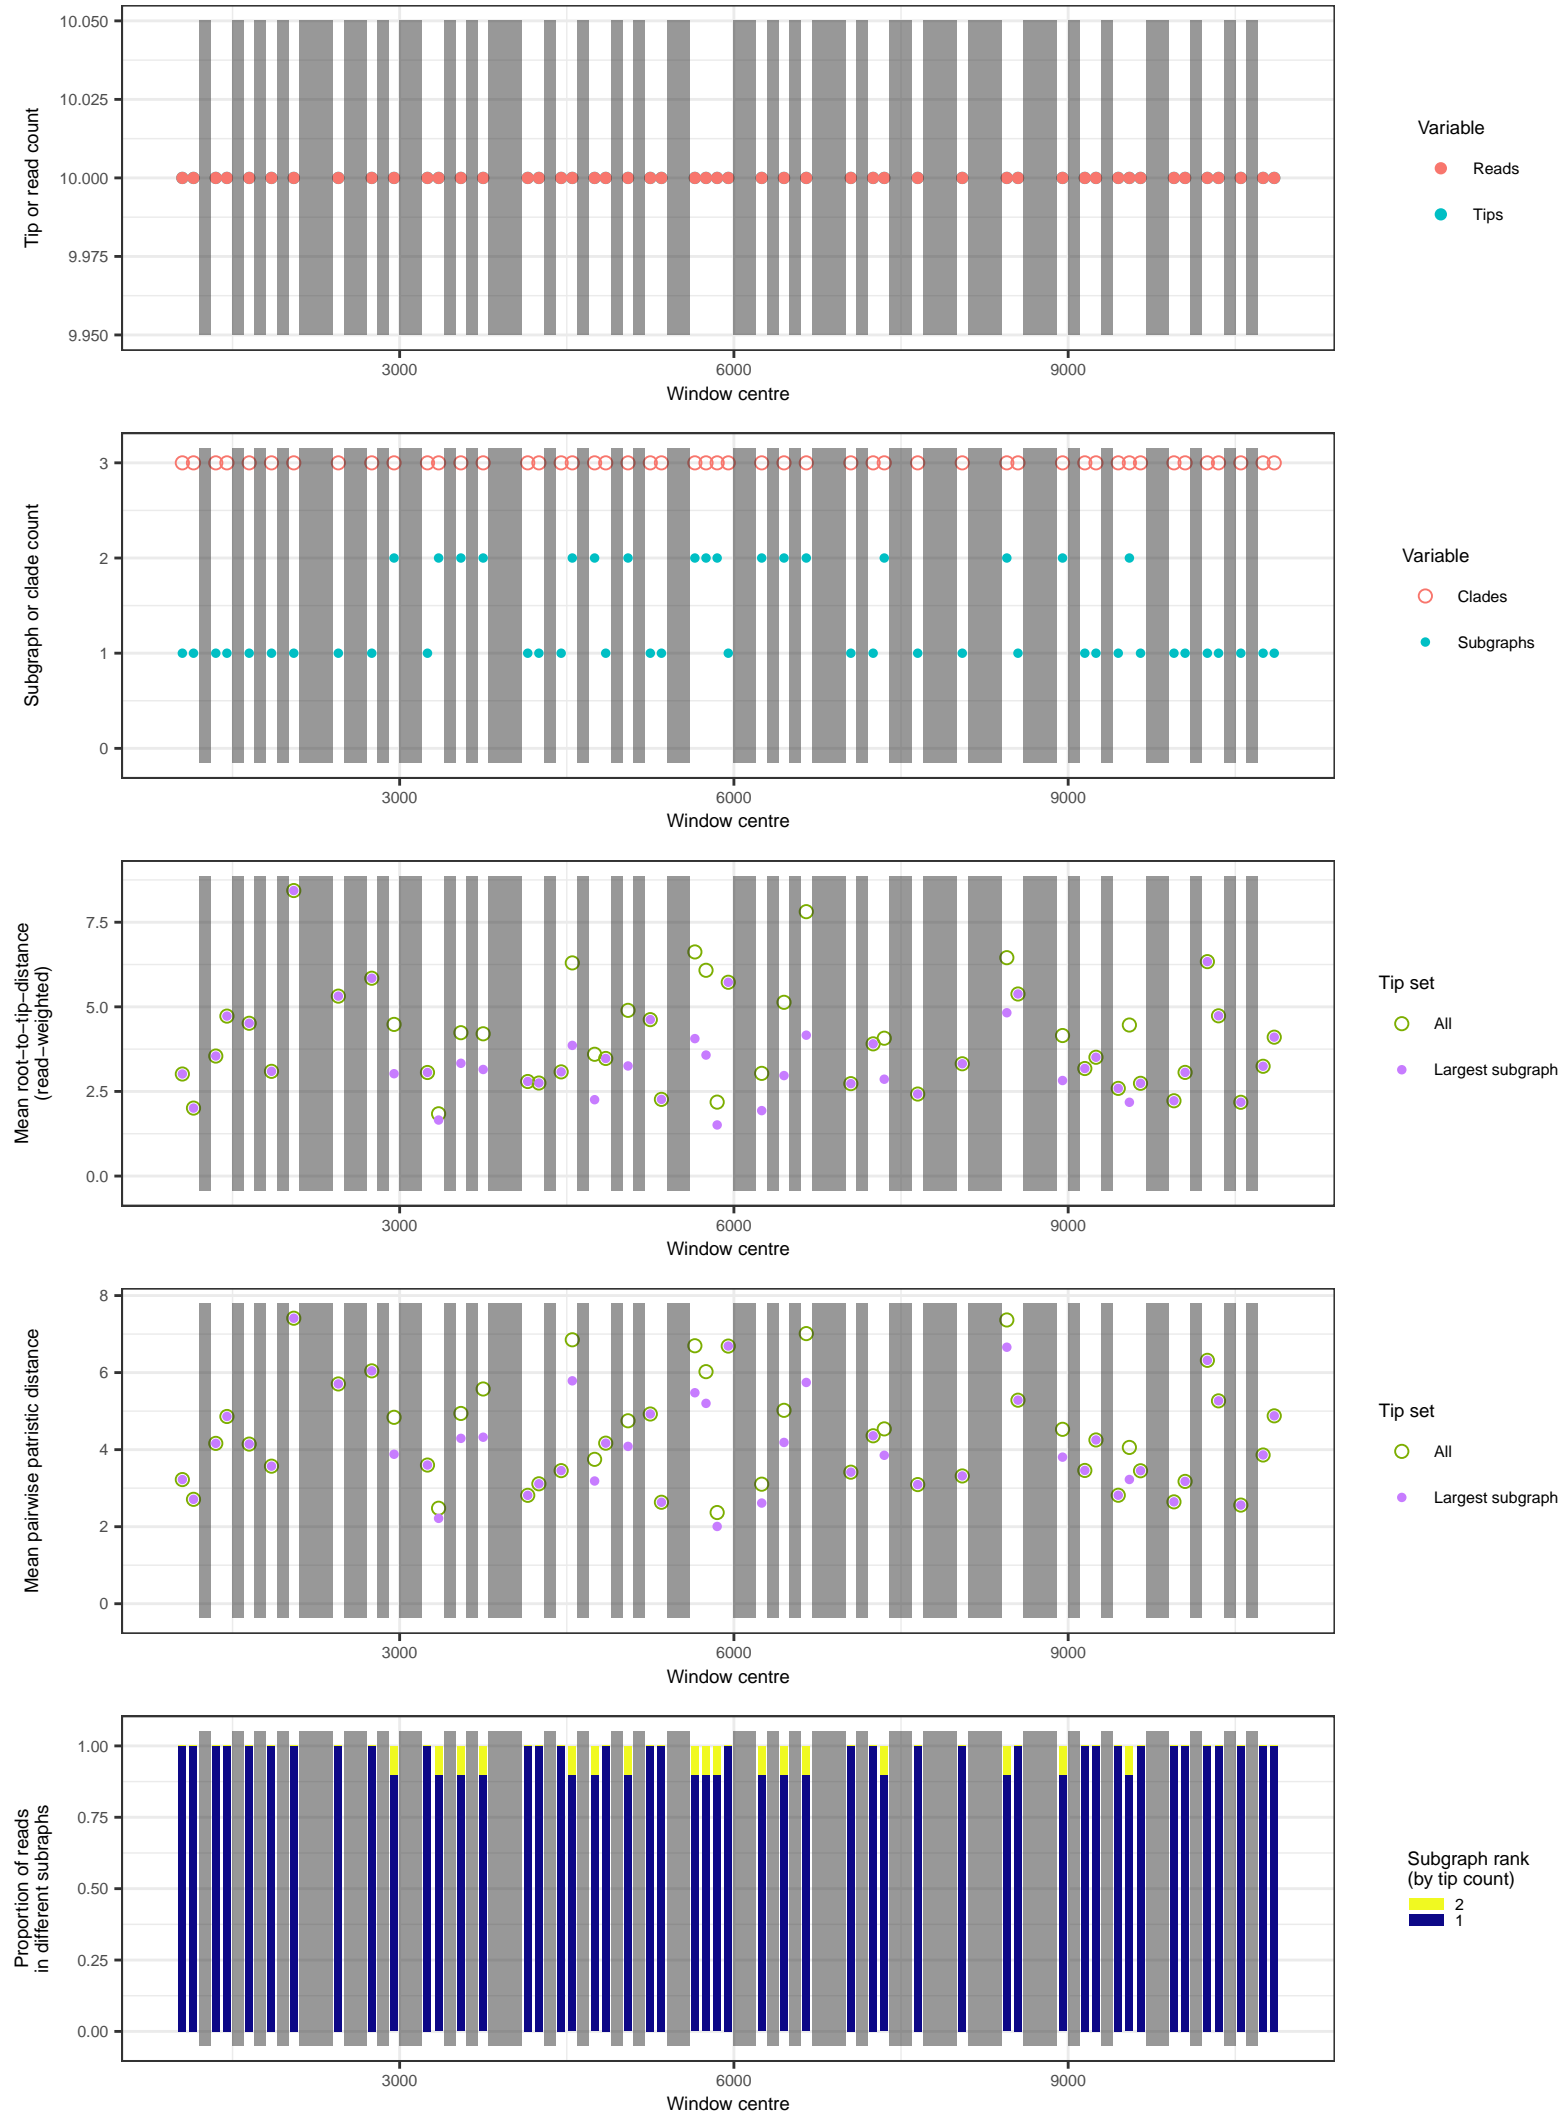 10.050
10.025
10.000
9.975
9.950
Tip or read count
3000
6000
9000
Window centre
Variable
Reads
Tips
3
2
1
0
Subgraph or clade count
3000
6000
9000
Window centre
Variable
Clades
Subgraphs
7.5
5.0
2.5
0.0
Mean root−to−tip−distance
(read−weighted)
3000
6000
9000
Window centre
Tip set
All
Largest subgraph
8
6
4
2
0
Mean pairwise patristic distance
3000
6000
9000
Window centre
Tip set
All
Largest subgraph
1.00
0.75
0.50
0.25
0.00
Proportion of reads
in different subraphs
3000
6000
9000
Window centre
Subgraph rank
(by tip count)
2
1